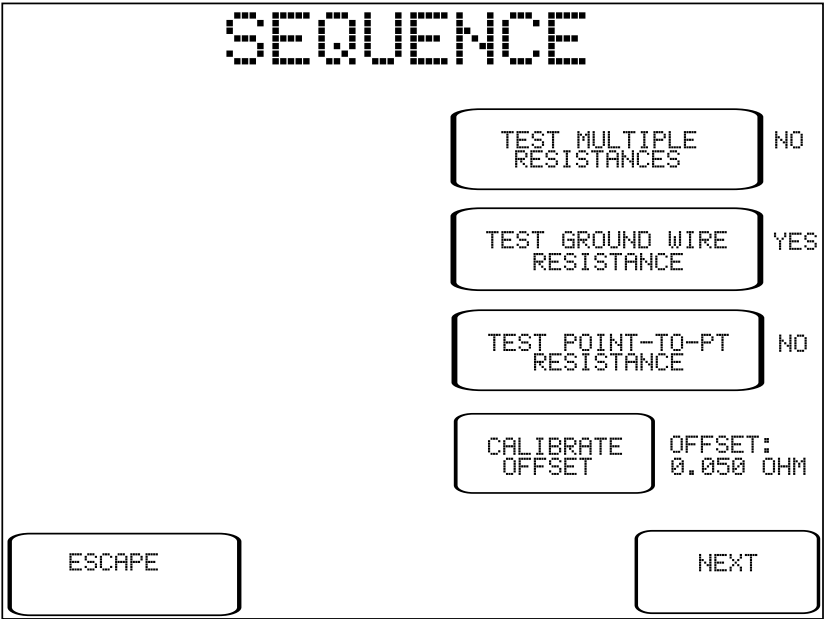 SEQUENCE
TEST MULTIPLE
RESISTANCES
NO
TEST GROUND WIRE
RESISTANCE
YES
TEST POINT-TO-PT
RESISTANCE
NO
CALIBRATE
OFFSET
OFFSET:
0.050 OHM
ESCAPE
NEXT